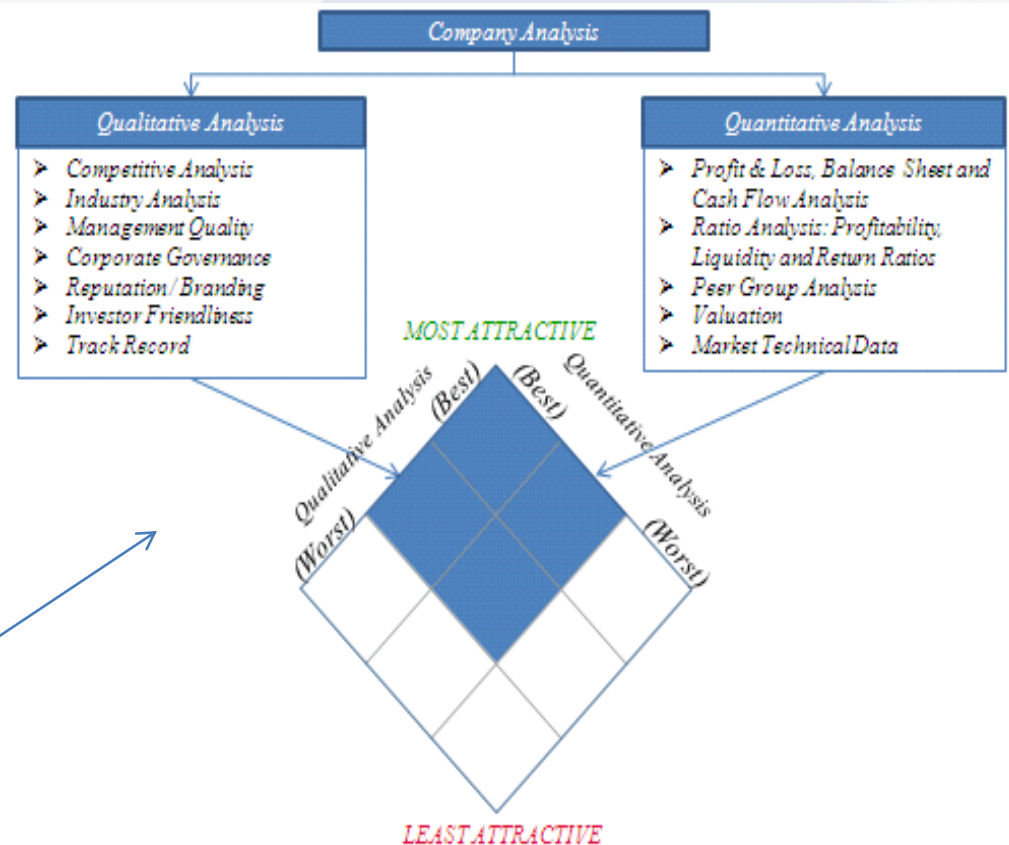 Company Analysis
Qualitative Analysis
➤ Competitive Analysis
➤ Industry Analysis
➤ Management Quality
➤ Corporate Governance
➤ Reputation/Branding
➤ Investor Friendliness
➤ Track Record
Quantitative Analysis
➤ Profit & Loss, Balance Sheet and
Cash Flow Analysis
➤ Ratio Analysis: Profitability,
Liquidity and Return Ratios
➤ Peer Group Analysis
➤ Valuation
➤ Market Technical Data
MOST ATTRACTIVE
Qualitative Analysis
(Best)
(Worst)
(Best)
Quantitative Analysis
(Worst)
LEAST ATTRACTIVE